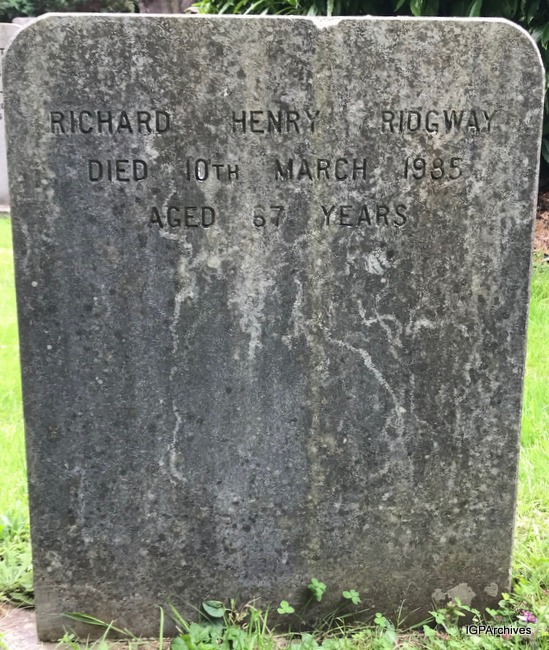 RICHARD HENRY RIDGWAY
DIED 10TH MARCH 1985
AGED 67 YEARS
IGPArchives